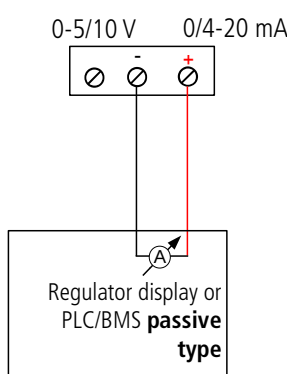 0-5/10 V 0/4-20 mA
- +
A
Regulator display or
PLC/BMS passive
type